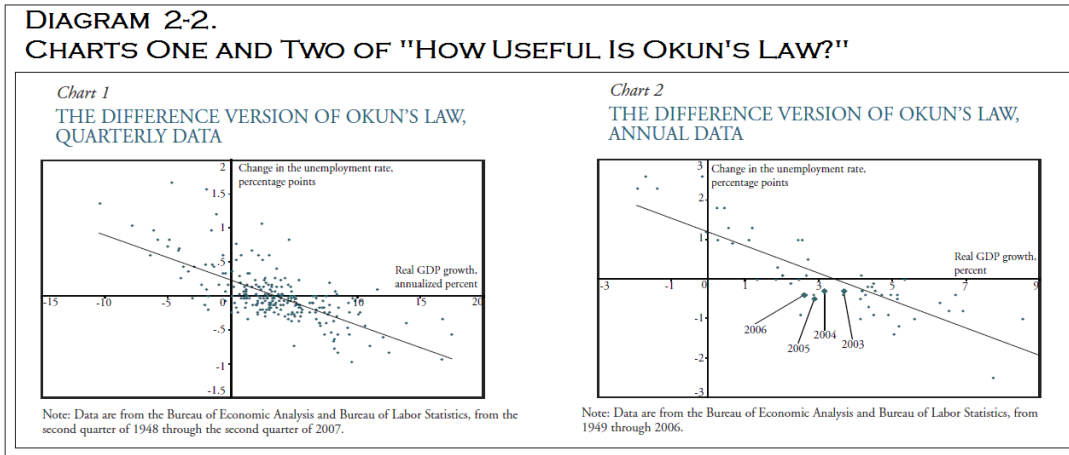 DIAGRAM 2-2.
CHARTS ONE AND TWO OF "HOW USEFUL IS OKUN'S LAW?"
Chart 1
THE DIFFERENCE VERSION OF OKUN'S LAW,
QUARTERLY DATA
2
Change in the unemployment rate,
percentage points
1.5
1
.5
Real GDP growth,
annualized percent
-15
-10
-5
0
5
10
15
20
-.5
-1
-1.5
Note: Data are from the Bureau of Economic Analysis and Bureau of Labor Statistics, from the
second quarter of 1948 through the second quarter of 2007.
Chart 2
THE DIFFERENCE VERSION OF OKUN'S LAW,
ANNUAL DATA
3
Change in the unemployment rate,
percentage points
2
1
Real GDP growth,
percent
-3
-1
0
1
3
5
7
9
2006
2005
2004
2003
-1
-2
-3
Note: Data are from the Bureau of Economic Analysis and Bureau of Labor Statistics, from
1949 through 2006.